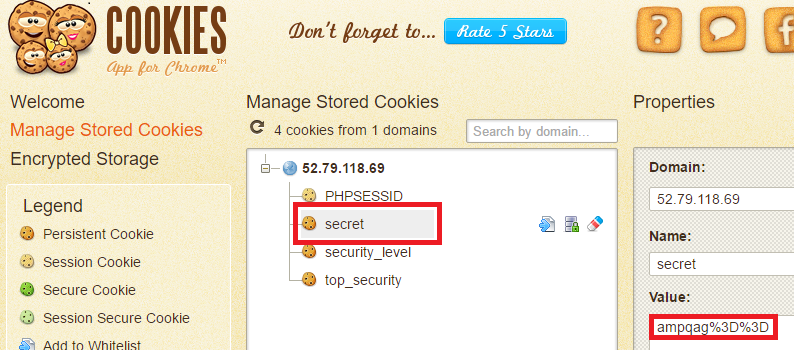 COOKIES
App for Chrome™
Don't forget to...
Rate 5 Stars
?
f
Welcome
Manage Stored Cookies
Encrypted Storage
Legend
Persistent Cookie
Session Cookie
Secure Cookie
Session Secure Cookie
Add to Whitelist
Manage Stored Cookies
4 cookies from 1 domains
Search by domain...
52.79.118.69
PHPSESSID
secret
security_level
top_security
Properties
Domain:
52.79.118.69
Name:
secret
Value:
ampqag%3D%3D